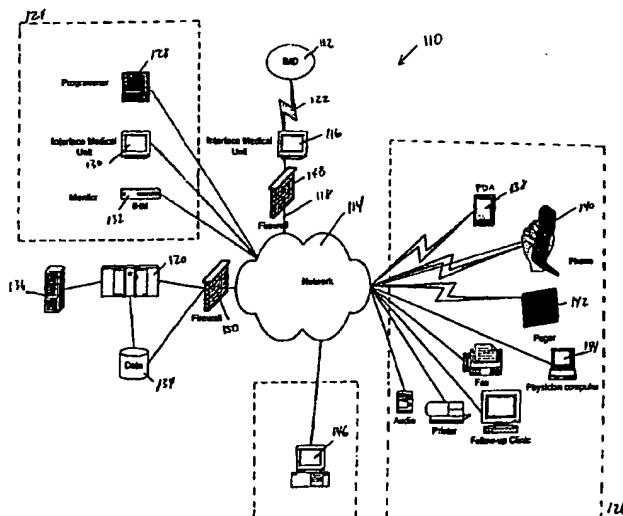 124
128
Programmer
IMD
112
110
122
Interface Medical
Unit
130
Interface Medical
Unit
116
148
Monitor
132
Firewall
118
114
PDA
138
140
Phone
Network
136
120
Firewall
150
142
Pager
Data
134
Fax
144
Physician computer
Audio
Printer
Follow-up Clinic
146